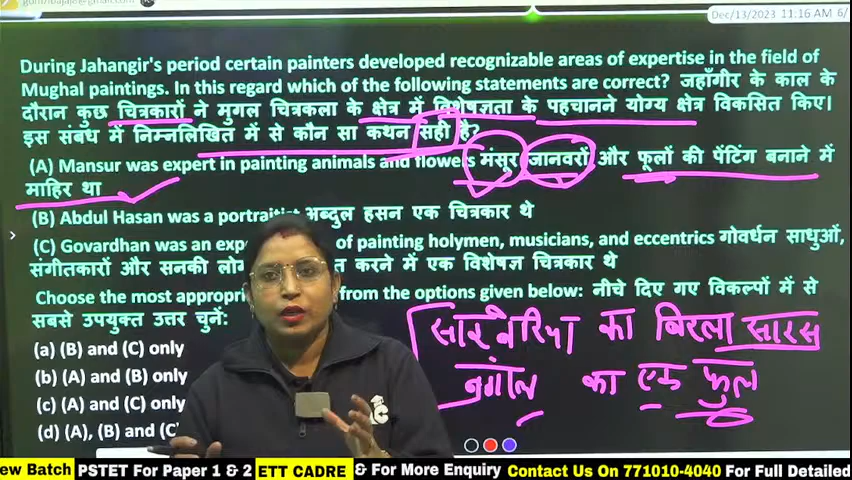 Dec/13/2023 11:16 AM 6/
During Jahangir's period certain painters developed recognizable areas of expertise in the field of
Mughal paintings. In this regard which of the following statements are correct? जहाँगीर के काल के
दौरान कुछ चित्रकारों ने मुगल चित्रकला के क्षेत्र में विशेषज्ञता के पहचानने योग्य क्षेत्र विकसित किए।
इस संबंध में निम्नलिखित में से कौन सा कथन सही है?
(A) Mansur was expert in painting animals and flowers मंसूर जानवरों और फूलों की पेंटिंग बनाने में
माहिर था
(B) Abdul Hasan was a portraitist अब्दुल हसन एक चित्रकार थे
(C) Govardhan was an of painting holymen, musicians, and eccentrics गोवर्धन साधुओं,
संगीतकारों और सनकी करने में एक विशेषज्ञ चित्रकार थे
Choose the most from the options given below: नीचे दिए गए विकल्पों में से
सबसे उपयुक्त उत्तर चुनें:
(a) (B) and (C) only
(b) (A) and (B) only
(c) (A) and (C) only
(d) (A), (B) and (C)
का बिरला सारस
का एक फुल
ew Batch PSTET For Paper 1 & 2 ETT CADRE & For More Enquiry Contact Us On 771010-4040 For Full Detailed